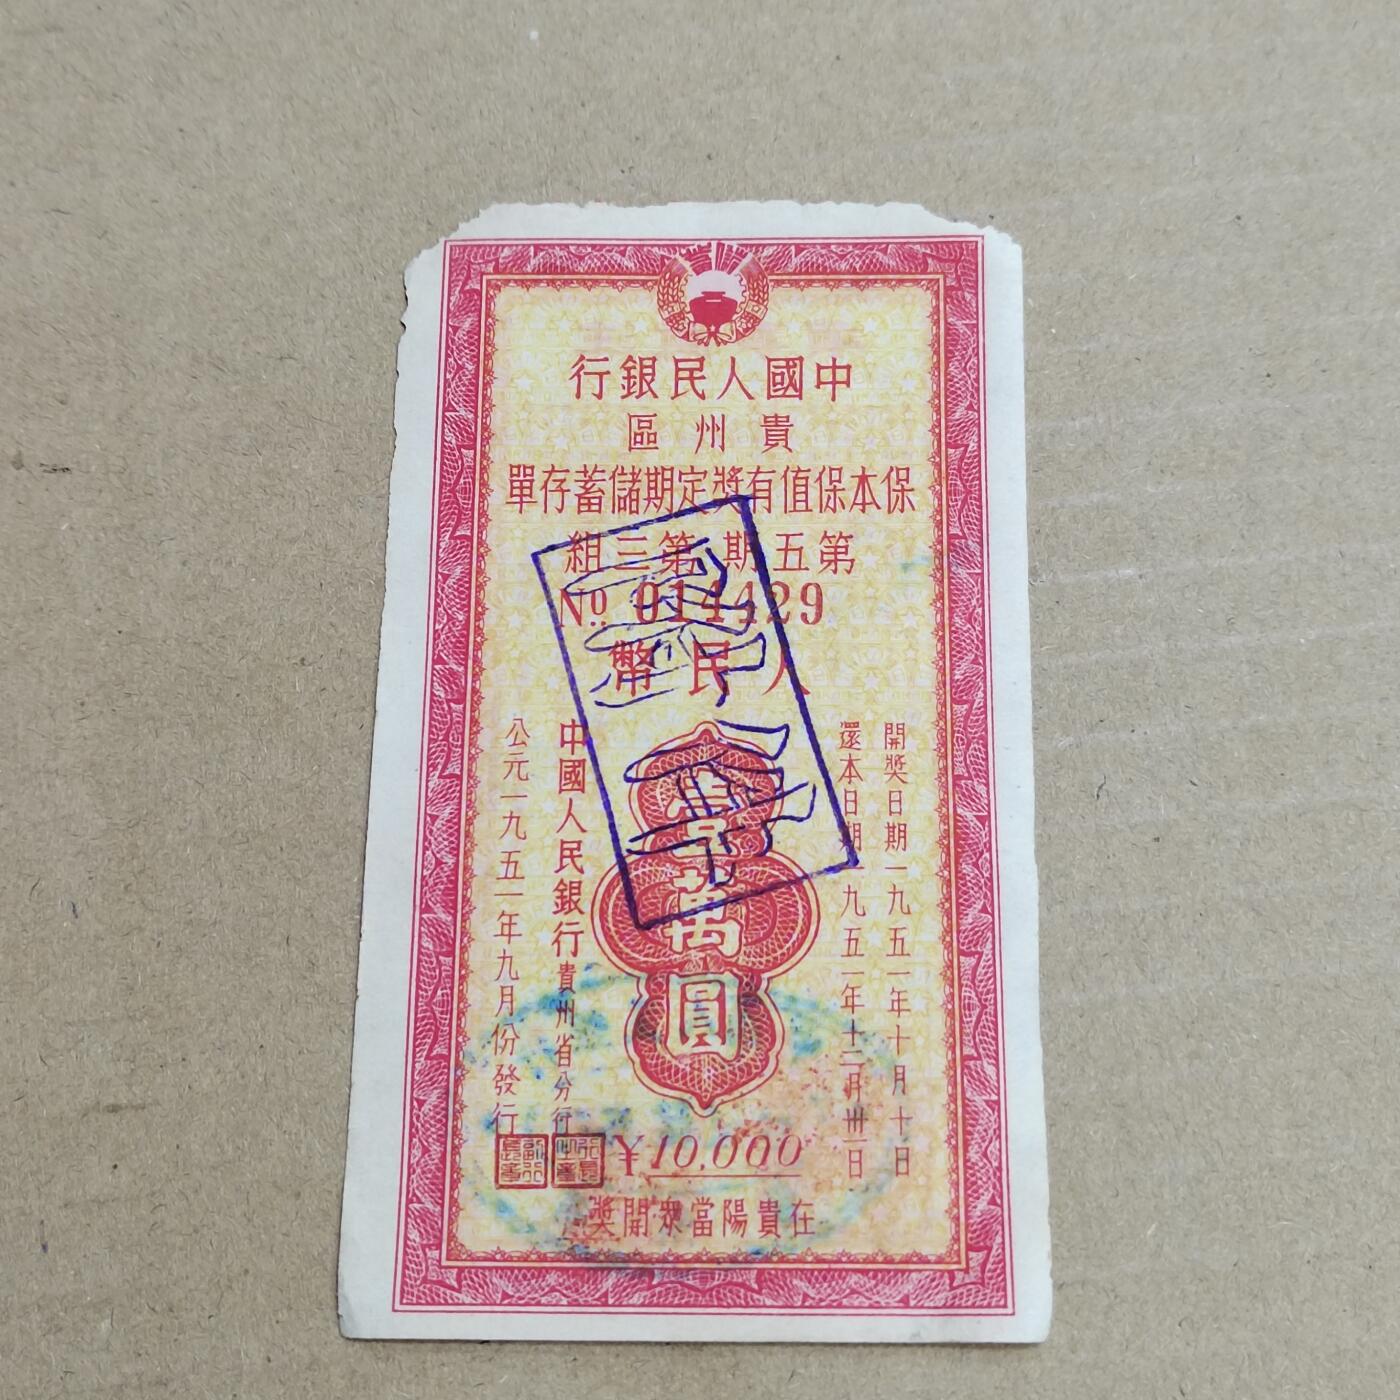 中國人民銀行
貴州區
保本保值有獎定期儲蓄存單
第五期第三組
No. 014429
人民幣
壹萬圓
開獎日期一九五一年十月十日
還本日期一九五一年十二月卅一日
中國人民銀行貴州省分行
公元一九五一年九月份發行
¥10,000
在貴陽當衆開獎